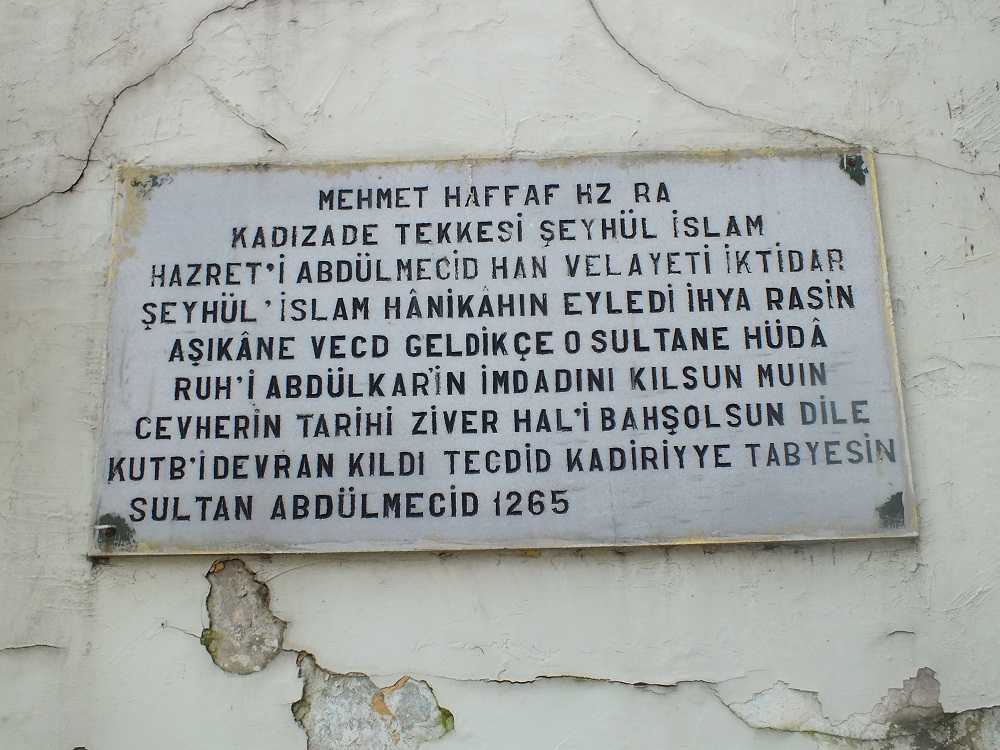 MEHMET HAFFAF HZ RA
KADIZADE TEKKESİ ŞEYHÜL İSLAM
HAZRET'İ ABDÜLMECİD HAN VELAYETİ İKTİDAR
ŞEYHÜL'İSLAM HÂNİKÂHIN EYLEDİ İHYA RASİN
AŞIKÂNE VECD GELDİKÇE O SULTANE HÜDÂ
RUH'İ ABDÜLKAR'İN İMDADINI KILSUN MUIN
CEVHERİN TARİHİ ZİVER HAL'İ BAHŞOLSUN DİLE
KUTB'İ DEVRAN KILDI TECDİD KADİRİYYE TABYESİN
SULTAN ABDÜLMECİD 1265